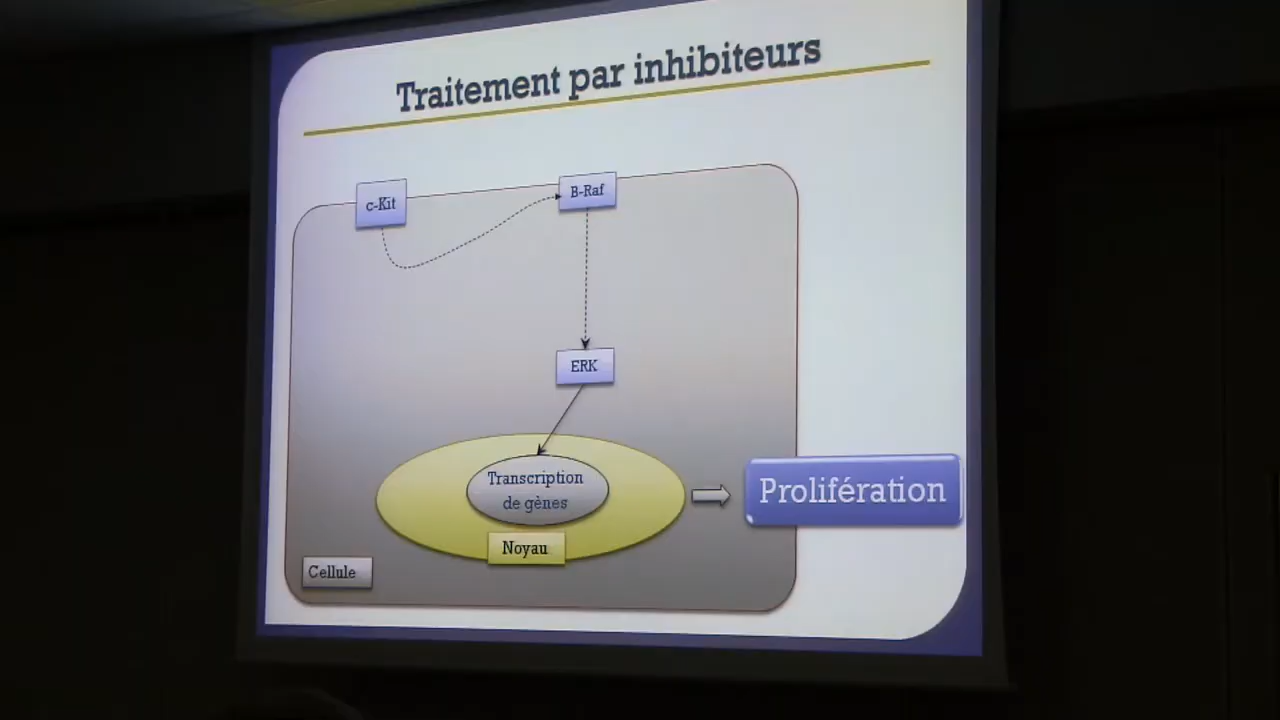 Traitement par inhibiteurs
c-Kit
B-Raf
ERK
Transcription
de gènes
Prolifération
Noyau
Cellule